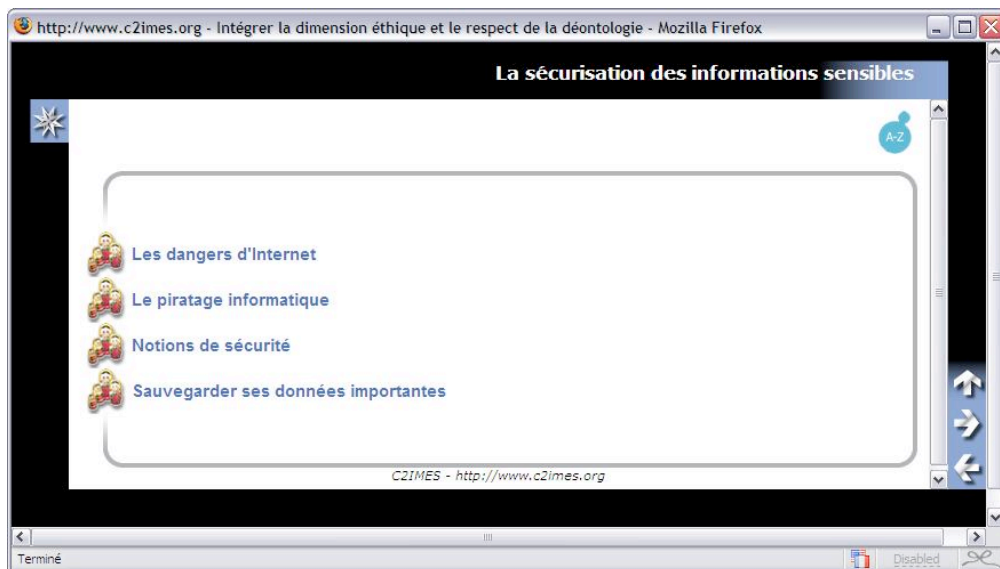 http://www.c2imes.org - Intégrer la dimension éthique et le respect de la déontologie - Mozilla Firefox
La sécurisation des informations sensibles
A-Z
Les dangers d'Internet
Le piratage informatique
Notions de sécurité
Sauvegarder ses données importantes
C2IMES - http://www.c2imes.org
Terminé
Disabled